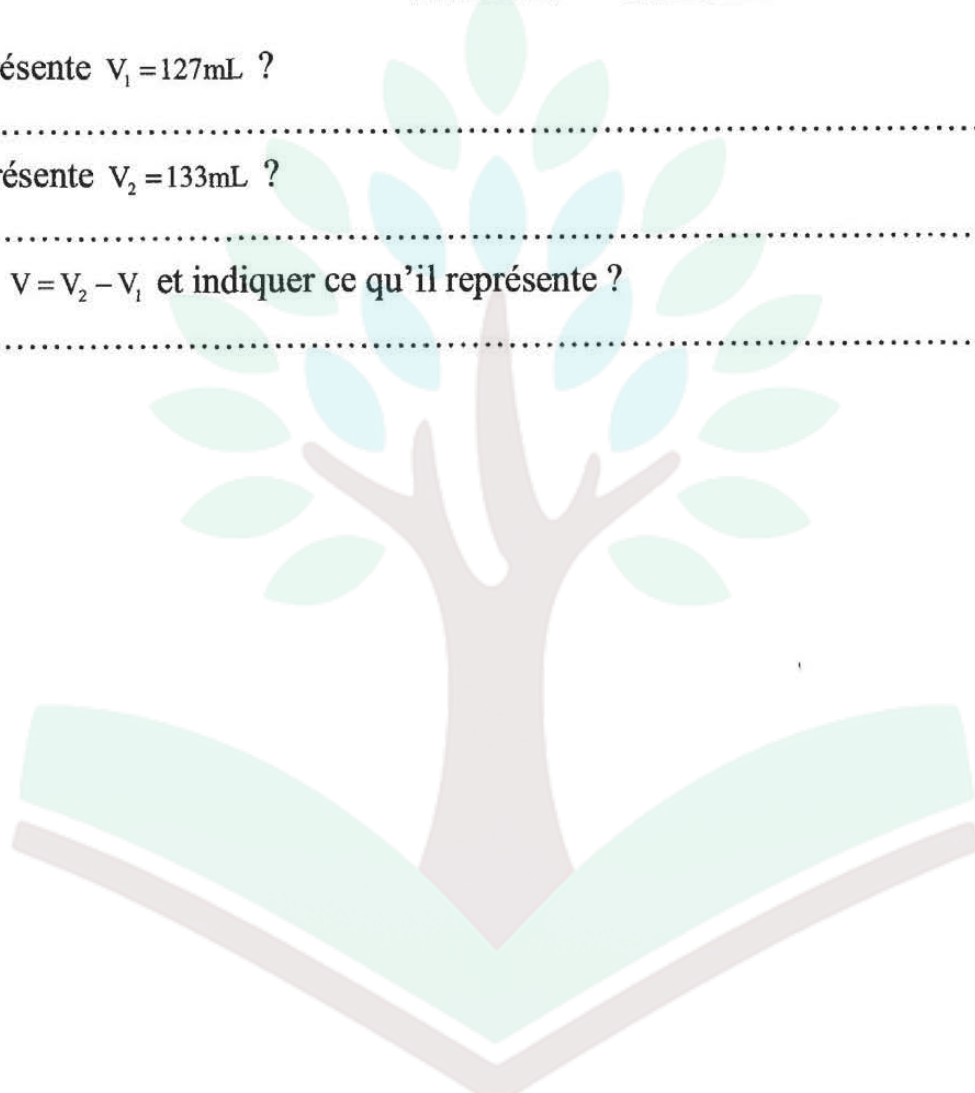 ésente V₁ = 127mL ?
résente V₂ = 133mL ?
V = V₂ − V₁ et indiquer ce qu’il représente ?